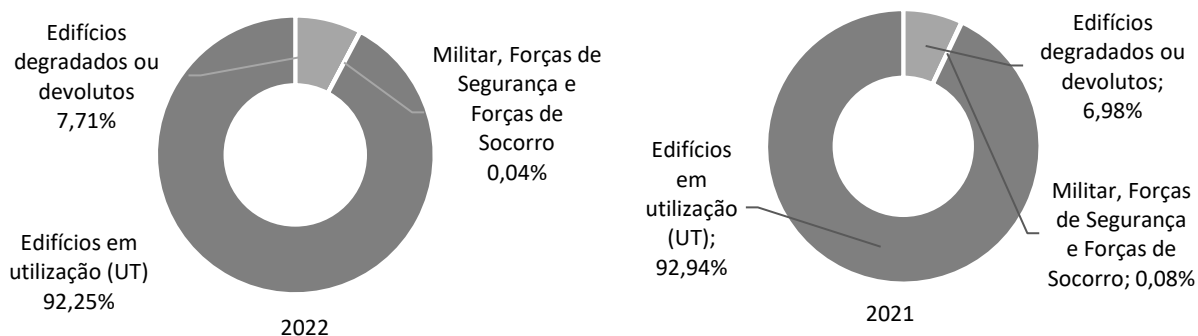 Edifícios
degradados ou
devolutos
7,71%
Militar, Forças de
Segurança e
Forças de
Socorro
0,04%
Edifícios em
utilização (UT)
92,25%
2022
Edifícios
degradados ou
devolutos;
6,98%
Edifícios
em
utilização
(UT);
92,94%
Militar, Forças
de Segurança
e Forças de
Socorro; 0,08%
2021